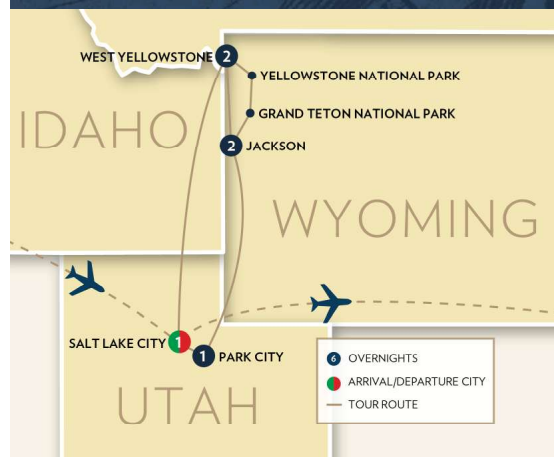 WEST YELLOWSTONE
2
YELLOWSTONE NATIONAL PARK
GRAND TETON NATIONAL PARK
IDAHO
2
JACKSON
WYOMING
SALT LAKE CITY
1
1
PARK CITY
UTAH
6 OVERNIGHTS
ARRIVAL/DEPARTURE CITY
TOUR ROUTE